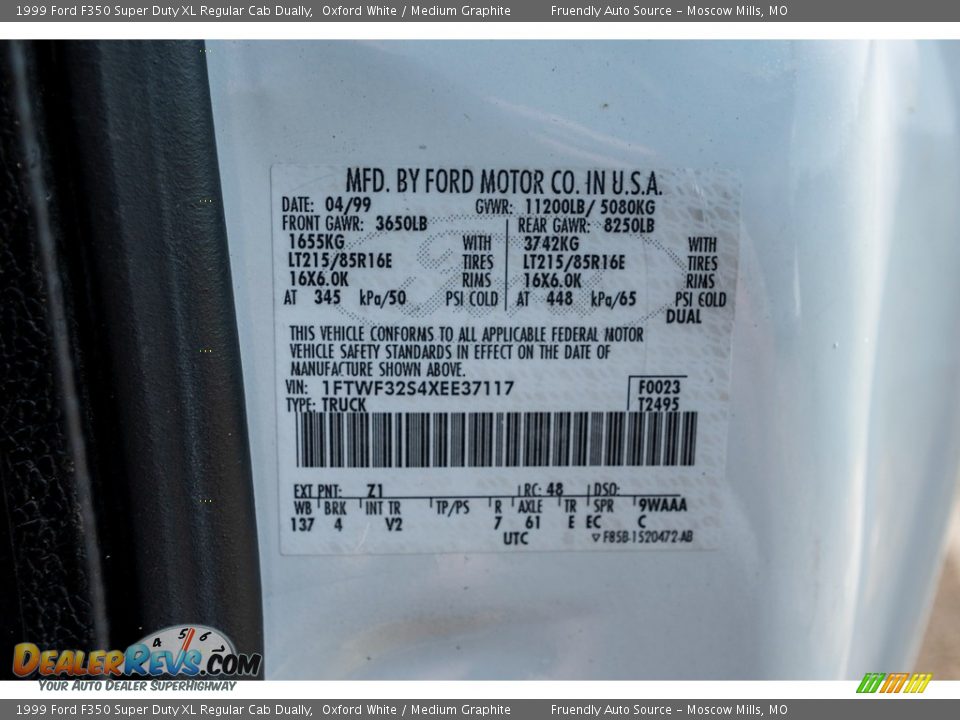 1999 Ford F350 Super Duty XL Regular Cab Dually, Oxford White / Medium Graphite Fruendly Auto Source - Moscow Mills, MO
MFD. BY FORD MOTOR CO. IN U.S.A.
DATE: 04/99 GVWR: 11200LB/ 5080KG
FRONT GAWR: 3650LB REAR GAWR: 8250LB
1655KG WITH 3742KG WITH
LT215/85R16E TIRES LT215/85R16E TIRES
16X6.0K RIMS 16X6.0K RIMS
AT 345 kPa/50 PSI COLD AT 448 kPa/65 PSI COLD
DUAL
THIS VEHICLE CONFORMS TO ALL APPLICABLE FEDERAL MOTOR
VEHICLE SAFETY STANDARDS IN EFFECT ON THE DATE OF
MANUFACTURE SHOWN ABOVE.
VIN: 1FTWF32S4XEE37117 F0023
TYPE: TRUCK T2495
EXT PNT: Z1 RC: 48 DSO:
WB BRK INT TR TP/PS R AXLE TR SPR 9WAAA
137 4 V2 7 61 E EC C
UTC ▽ F85B-1520472-AB
4 5 6
DEALERREVS.COM
YOUR AUTO DEALER SUPERHIGHWAY
1999 Ford F350 Super Duty XL Regular Cab Dually, Oxford White / Medium Graphite Fruendly Auto Source - Moscow Mills, MO